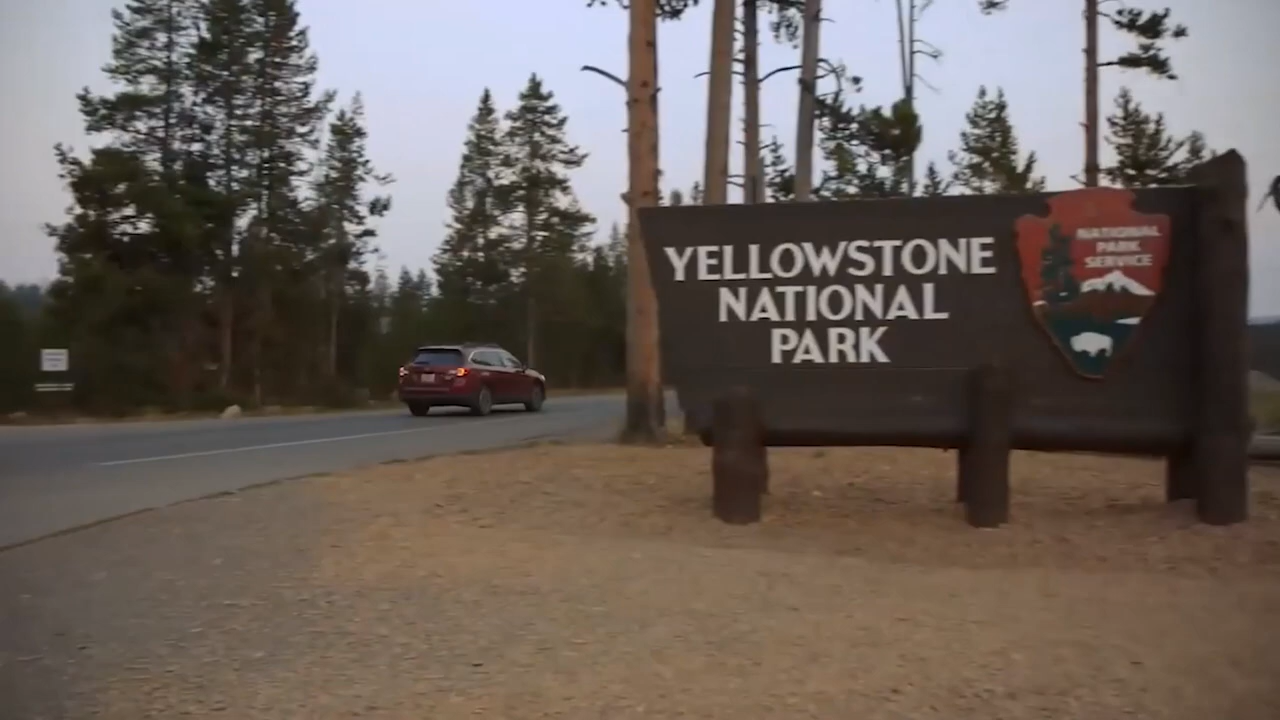 YELLOWSTONE
NATIONAL
PARK
NATIONAL
PARK
SERVICE